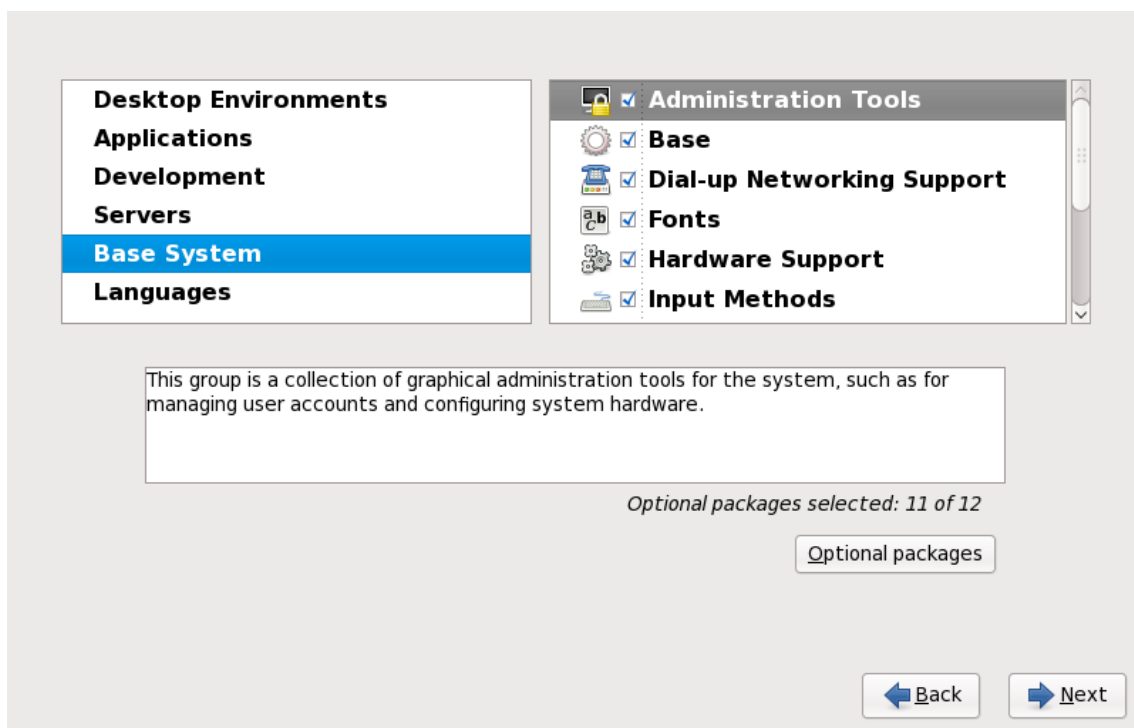 Desktop Environments
Applications
Development
Servers
Base System
Languages
Administration Tools
Base
Dial-up Networking Support
Fonts
Hardware Support
Input Methods
This group is a collection of graphical administration tools for the system, such as for
managing user accounts and configuring system hardware.
Optional packages selected: 11 of 12
Optional packages
Back
Next